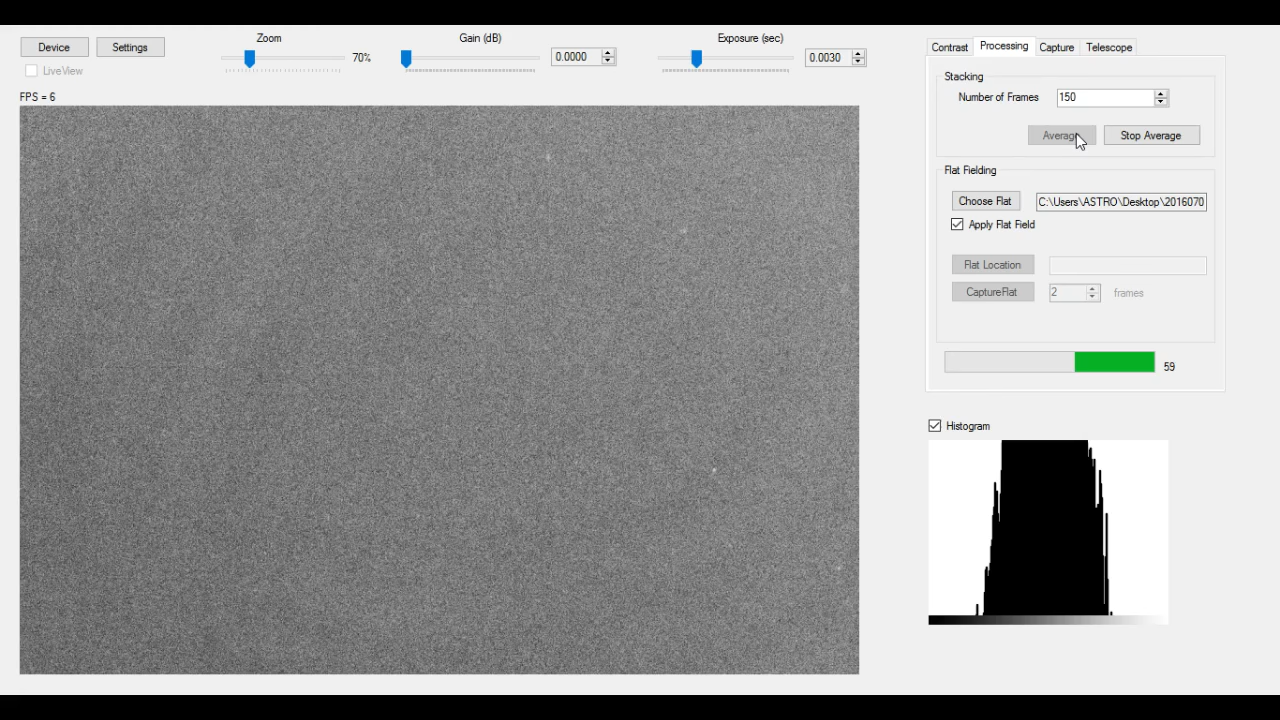 Device
Settings
Zoom
70%
Gain (dB)
0.0000
Exposure (sec)
0.0030
LiveView
FPS = 6
Contrast
Processing
Capture
Telescope
Stacking
Number of Frames
150
Average
Stop Average
Flat Fielding
Choose Flat
C:\Users\ASTRO\Desktop\2016070
Apply Flat Field
Flat Location
CaptureFlat
2
frames
59
Histogram